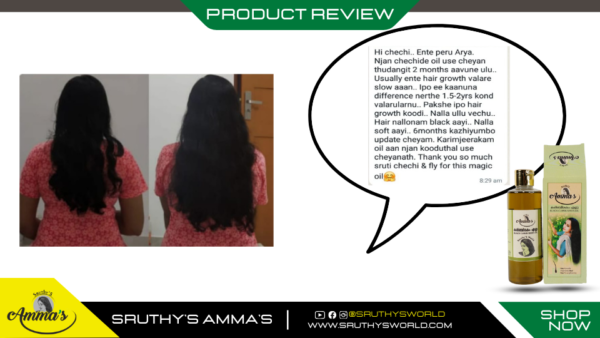 PRODUCT REVIEW
Hi chechi.. Ente peru Arya.
Njan chechide oil use cheyan
thudangit 2 months aavune ulu..
Usually ente hair growth valare
slow aaan.. Ipo ee kaanuna
difference nerthe 1.5-2yrs kond
valarularnu.. Pakshe ipo hair
growth koodi.. Nalla ullu vechu..
Hair nallonam black aayi.. Nalla
soft aayi.. 6months kazhiyumbo
update cheyam. Karimjeerakam
oil aan njan kooduthal use
cheyanath. Thank you so much
sruti chechi & fly for this magic
oil☺️
8:29 am
Amma's
Amma's
Amma's
SRUTHY'S AMMA'S
@SRUTHYSWORLD
WWW.SRUTHYSWORLD.COM
SHOP
NOW